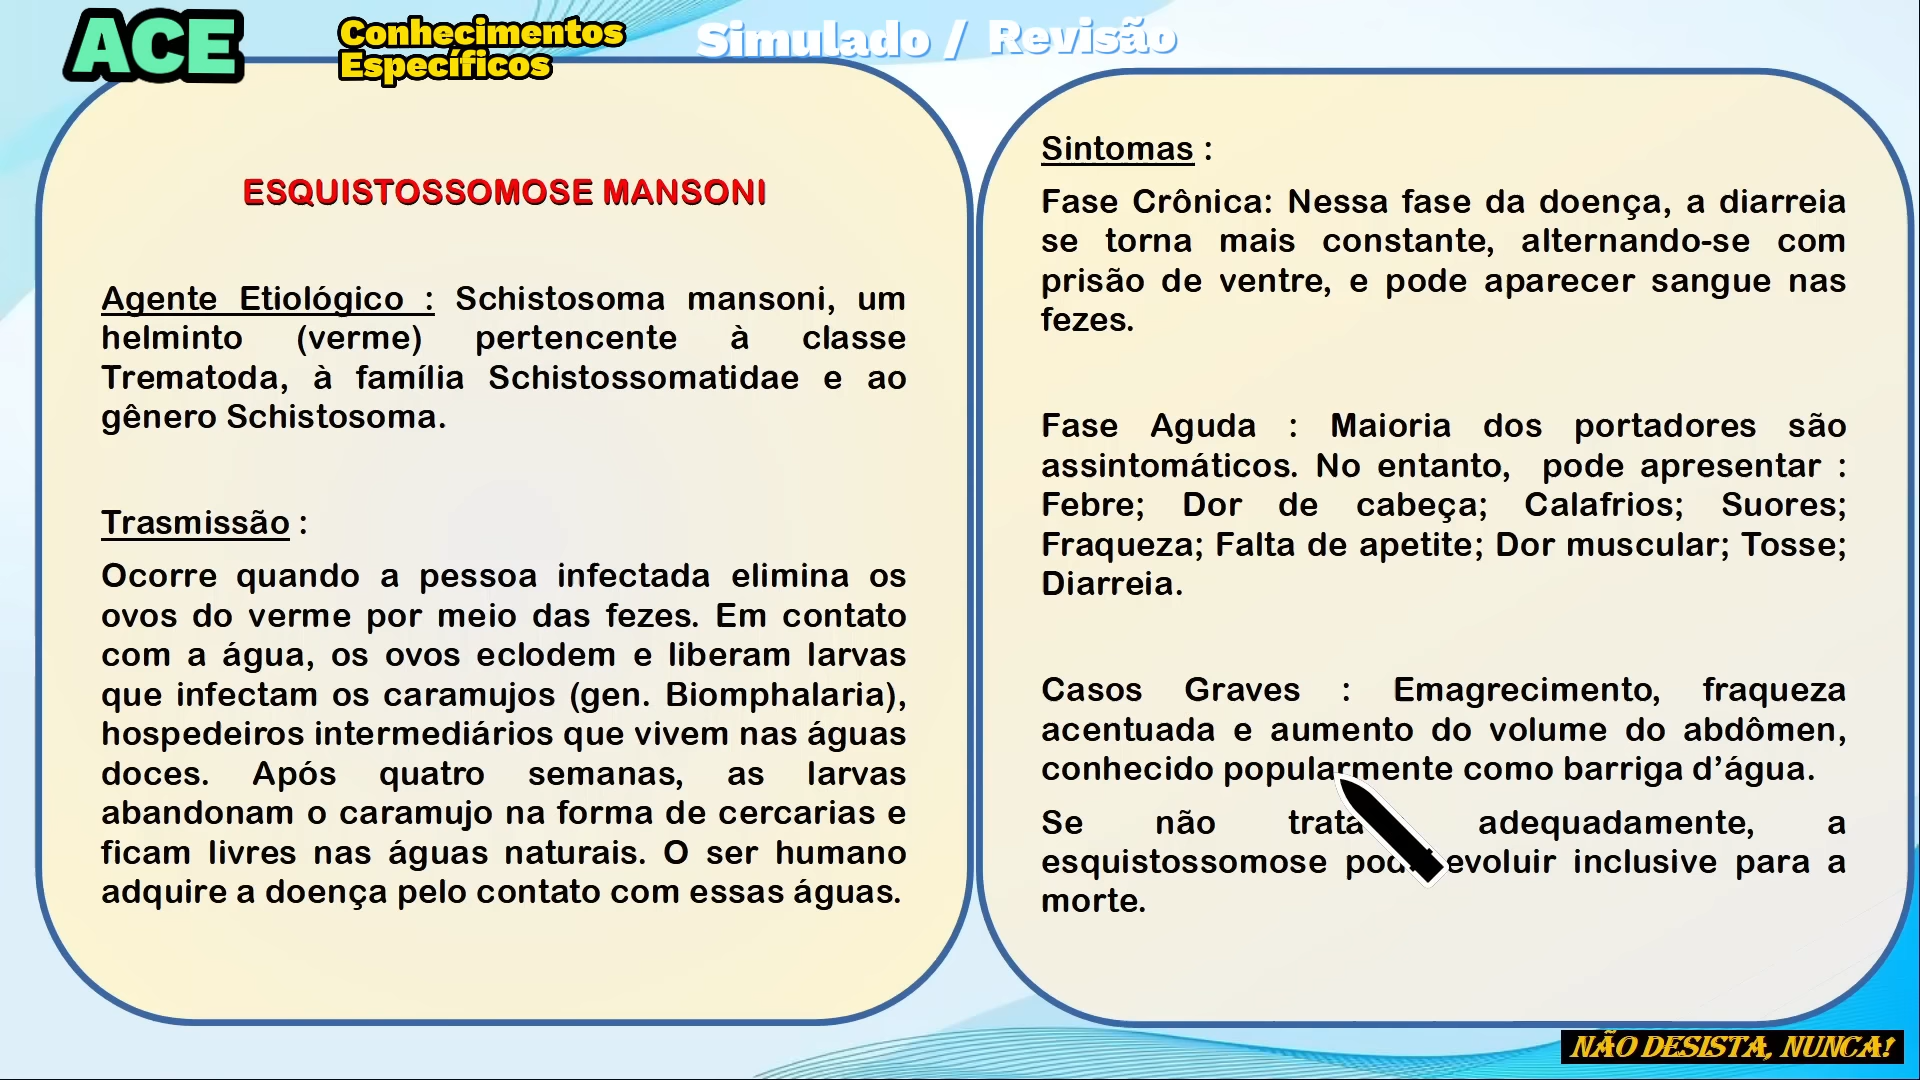 ACE
Conhecimentos
Específicos
Simulado / Revisão
ESQUISTOSSOMOSE MANSONI
Agente Etiológico : Schistosoma mansoni, um
helminto (verme) pertencente à classe
Trematoda, à família Schistossomatidae e ao
gênero Schistosoma.
Trasmissão :
Ocorre quando a pessoa infectada elimina os
ovos do verme por meio das fezes. Em contato
com a água, os ovos eclodem e liberam larvas
que infectam os caramujos (gen. Biomphalaria),
hospedeiros intermediários que vivem nas águas
doces. Após quatro semanas, as larvas
abandonam o caramujo na forma de cercarias e
ficam livres nas águas naturais. O ser humano
adquire a doença pelo contato com essas águas.
Sintomas :
Fase Crônica: Nessa fase da doença, a diarreia
se torna mais constante, alternando-se com
prisão de ventre, e pode aparecer sangue nas
fezes.
Fase Aguda : Maioria dos portadores são
assintomáticos. No entanto, pode apresentar :
Febre; Dor de cabeça; Calafrios; Suores;
Fraqueza; Falta de apetite; Dor muscular; Tosse;
Diarreia.
Casos Graves : Emagrecimento, fraqueza
acentuada e aumento do volume do abdômen,
conhecido popularmente como barriga d’água.
Se não adequadamente, a
esquistossomose evoluir inclusive para a
morte.
NÃO DESISTA, NUNCA!